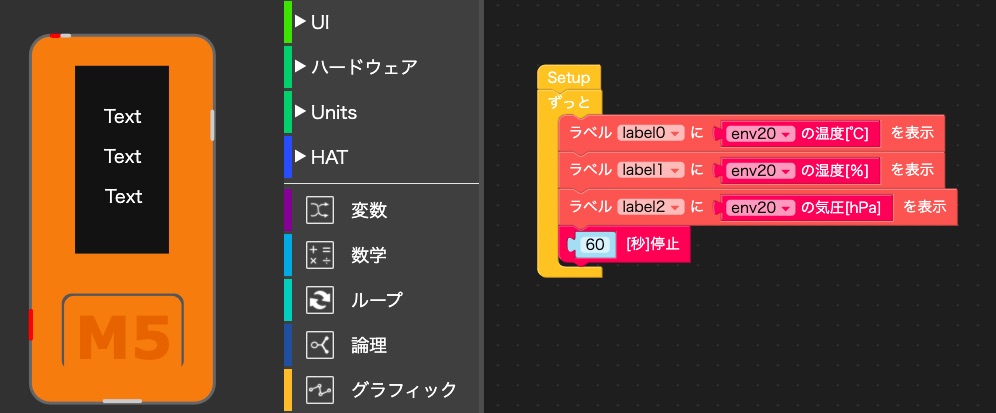 Text
Text
Text
M5
UI
ハードウェア
Units
HAT
変数
数学
ループ
論理
グラフィック
Setup
ずっと
ラベル label0 に env20 の温度[℃] を表示
ラベル label1 に env20 の湿度[%] を表示
ラベル label2 に env20 の気圧[hPa] を表示
60 [秒]停止